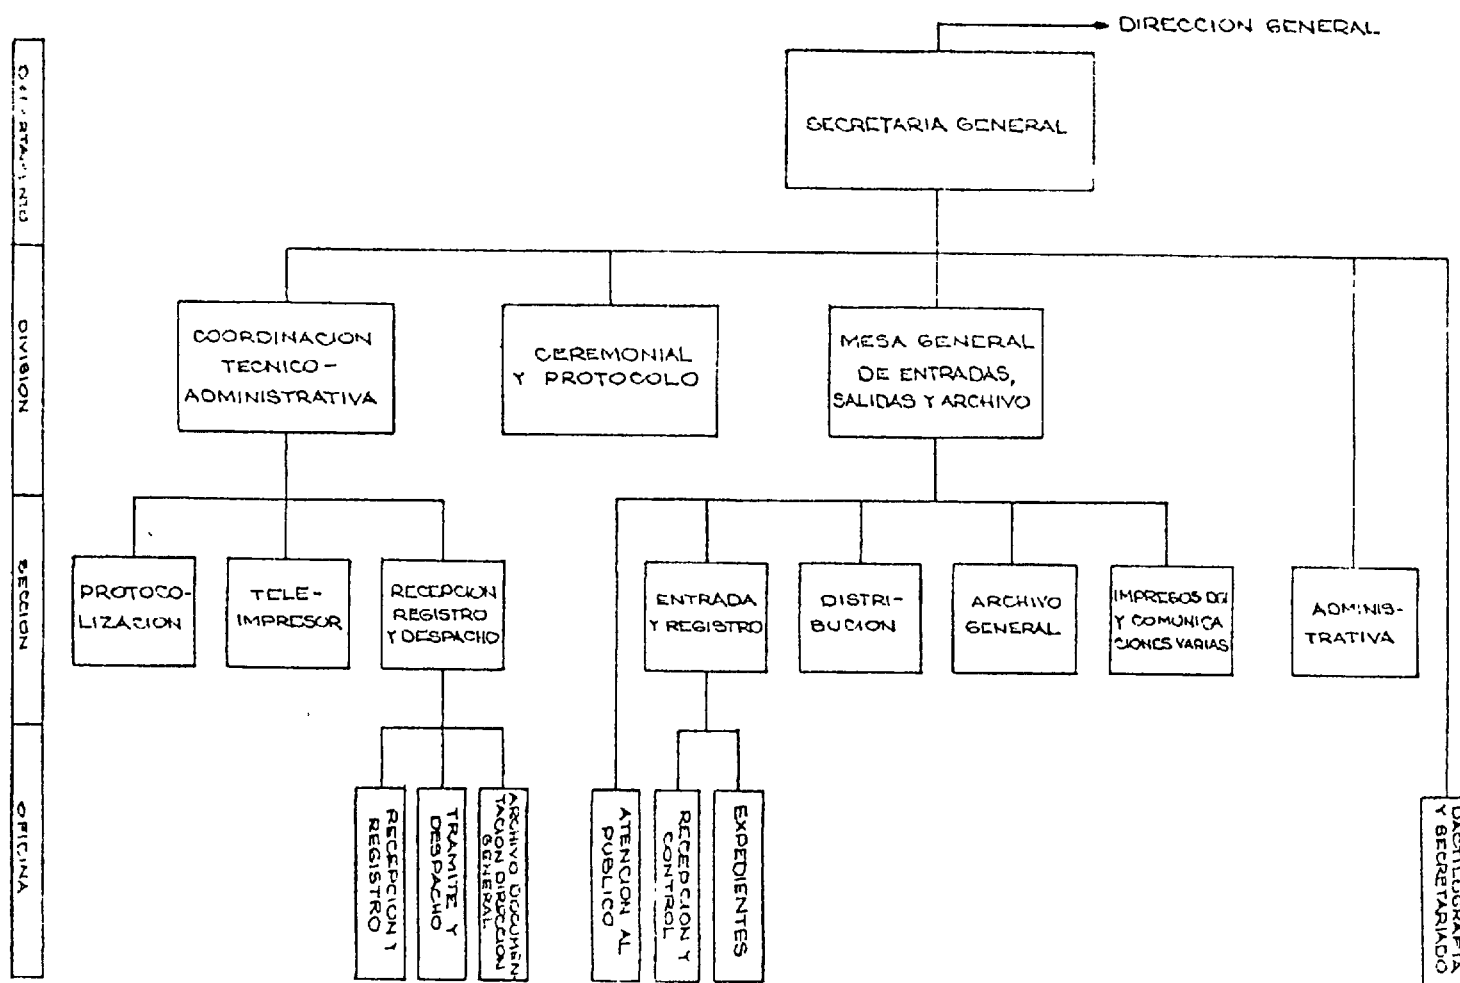 DIRECCION GENERAL
SECRETARIA GENERAL
DIVISION
COORDINACION
TECNICO-
ADMINISTRATIVA
CEREMONIAL
Y PROTOCOLO
MESA GENERAL
DE ENTRADAS,
SALIDAS Y ARCHIVO
SECCION
PROTOCO-
LIZACION
TELE-
IMPRESOR
RECEPCION
REGISTRO
Y DESPACHO
ENTRADA
Y REGISTRO
DISTRI-
BUCION
ARCHIVO
GENERAL
IMPRESOS DGI
Y COMUNICA
CIONES VARIAS
ADMINIS-
TRATIVA
OFICINA
RECEPCION Y
REGISTRO
TRAMITE Y
DESPACHO
ARCHIVO DOCUMEN-
TACION DIRECCION
GENERAL
ATENCION AL
PUBLICO
RECEPCION Y
CONTROL
EXPEDIENTES
DACTILOGRAFIA
Y SECRETARIADO